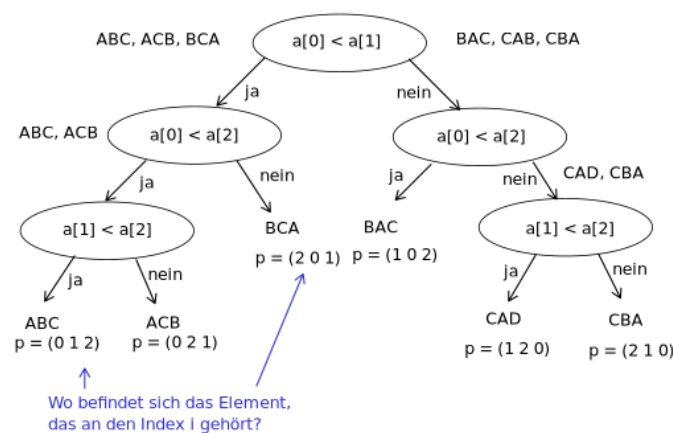 ABC, ACB, BCA
a[0] < a[1]
BAC, CAB, CBA
ja
nein
ABC, ACB
a[0] < a[2]
a[0] < a[2]
ja
nein
ja
nein
CAD, CBA
a[1] < a[2]
BCA
p = (2 0 1)
BAC
p = (1 0 2)
a[1] < a[2]
ja
nein
ja
nein
ABC
p = (0 1 2)
ACB
p = (0 2 1)
CAD
p = (1 2 0)
CBA
p = (2 1 0)
Wo befindet sich das Element,
das an den Index i gehört?